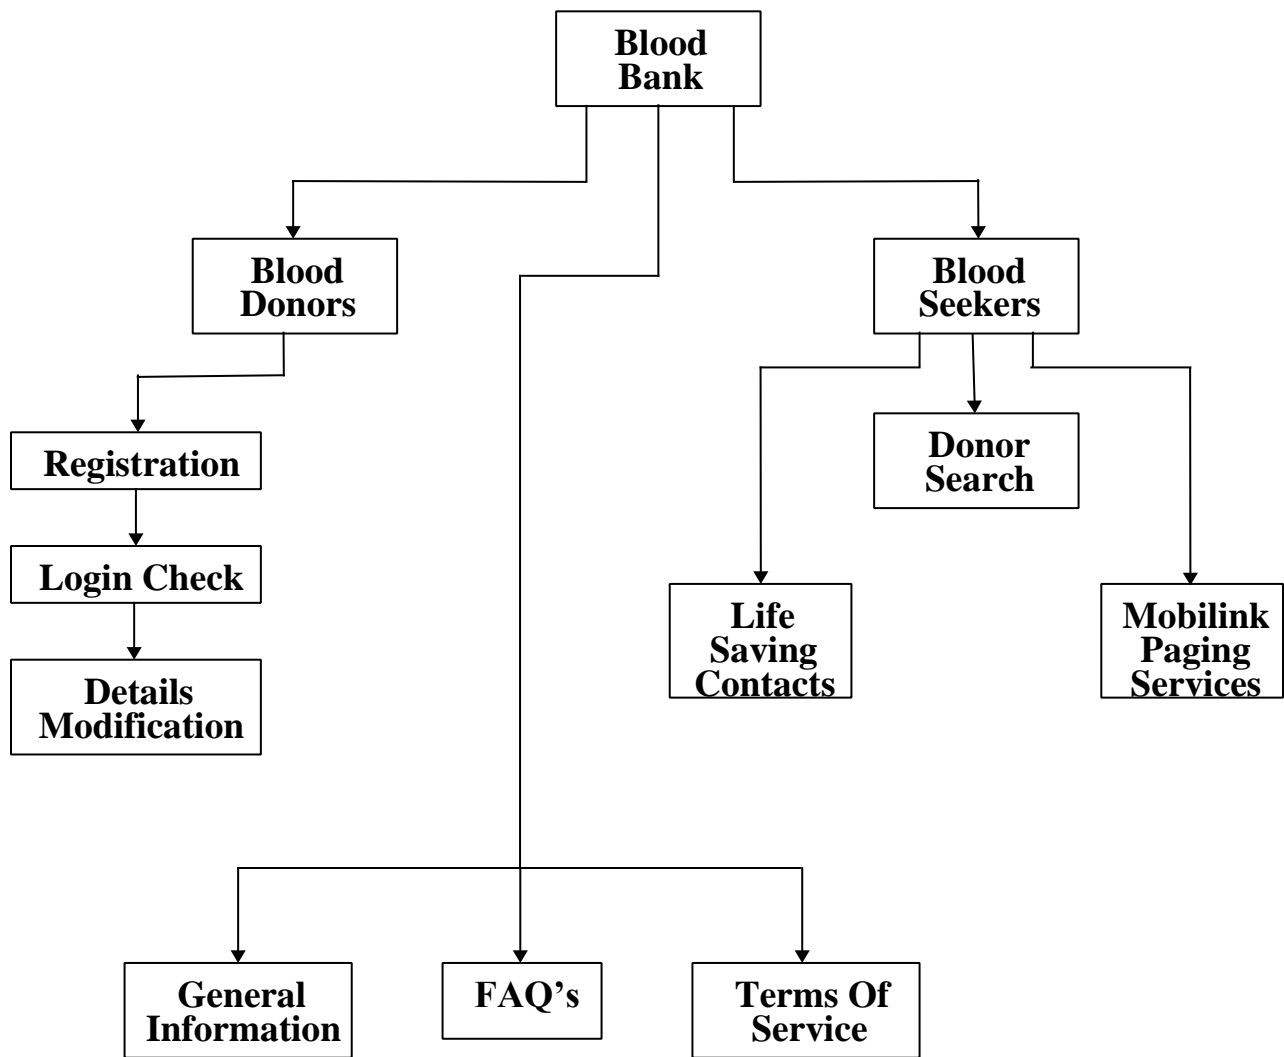 Blood
Bank
Blood
Donors
Blood
Seekers
Registration
Donor
Search
Login Check
Life
Saving
Contacts
Mobilink
Paging
Services
Details
Modification
General
Information
FAQ’s
Terms Of
Service